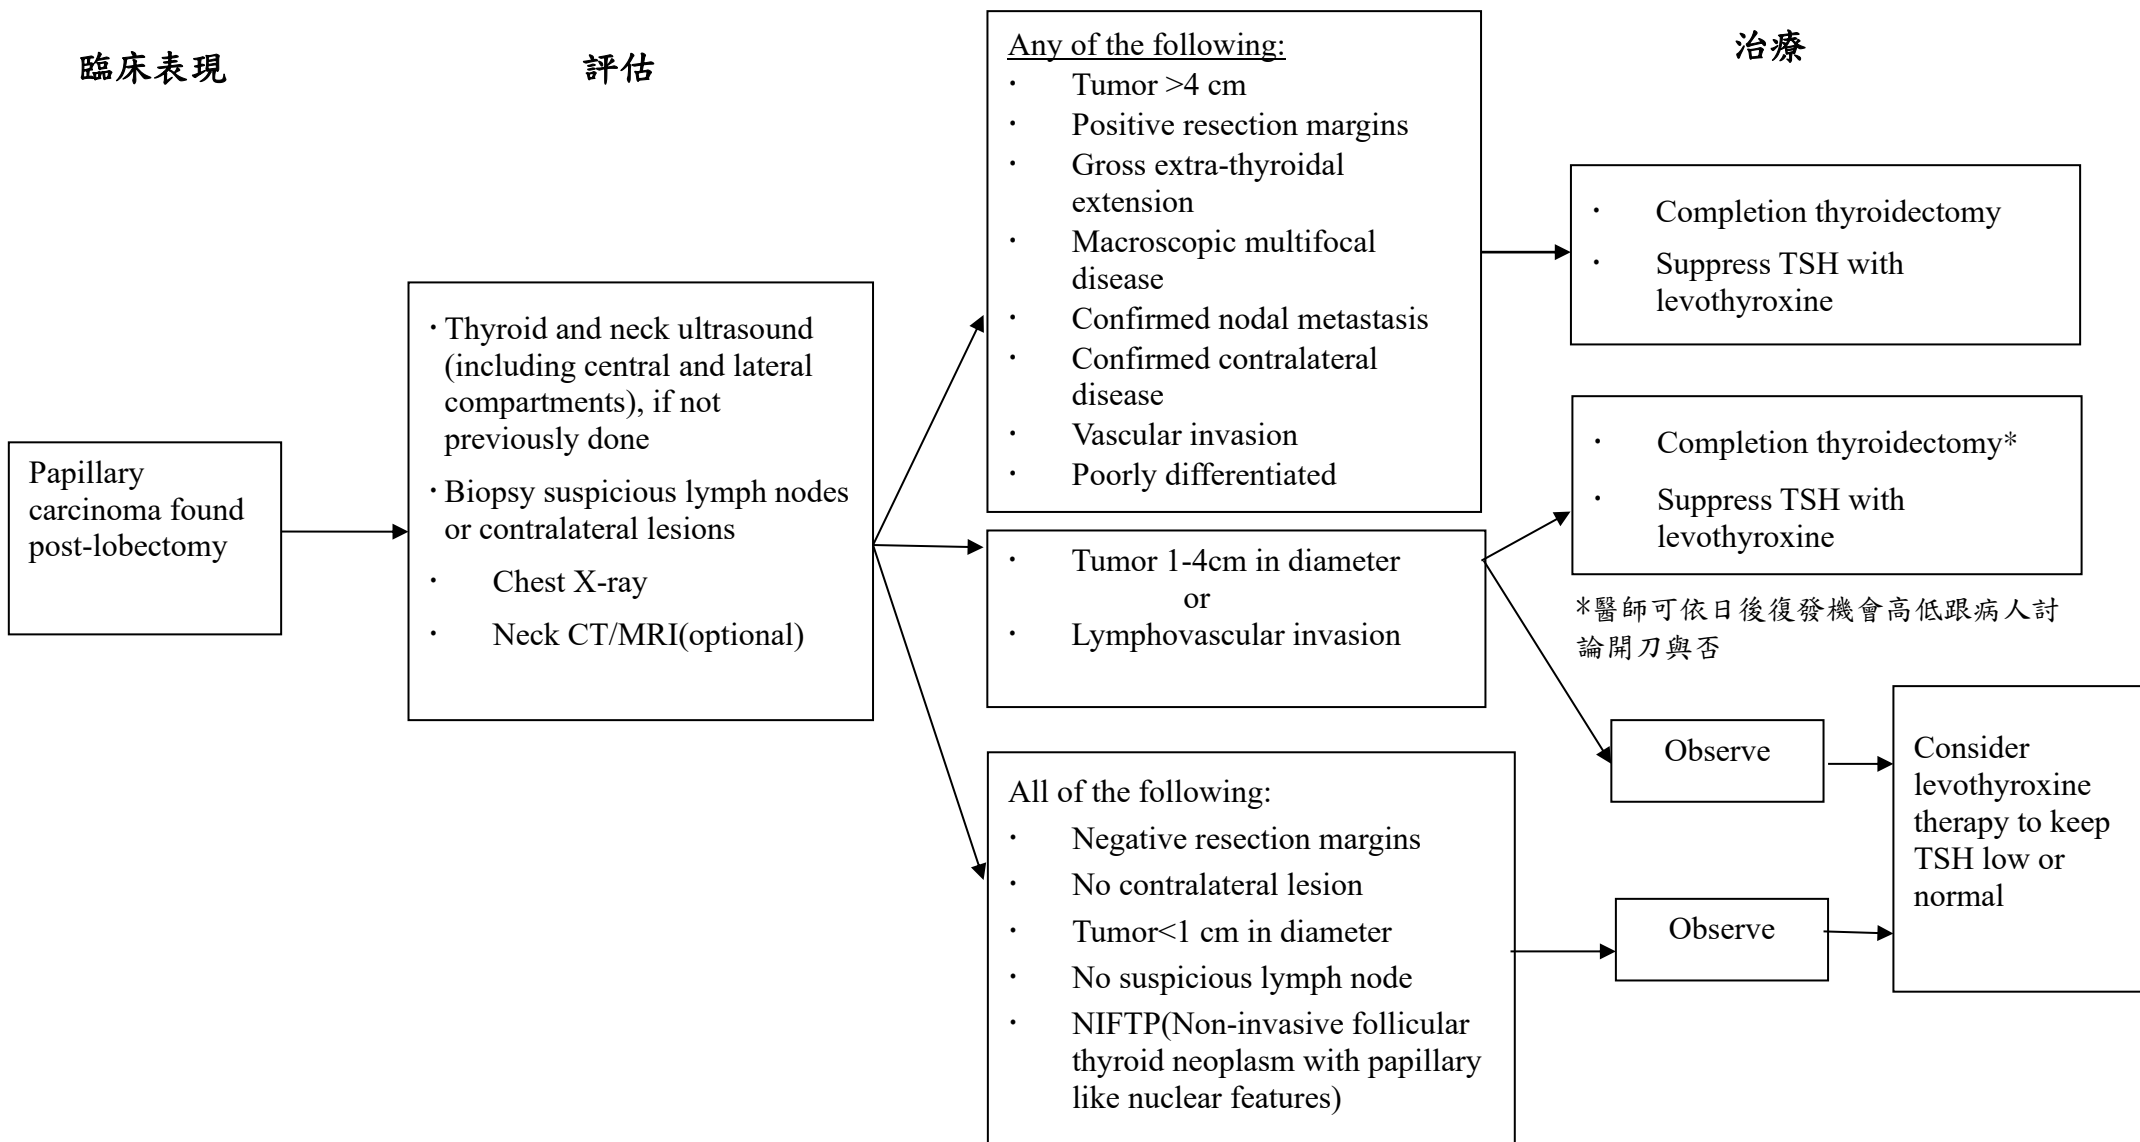 臨床表現
評估
治療
Papillary
carcinoma found
post-lobectomy
· Thyroid and neck ultrasound
(including central and lateral
compartments), if not
previously done
· Biopsy suspicious lymph nodes
or contralateral lesions
· Chest X-ray
· Neck CT/MRI(optional)
Any of the following:
· Tumor >4 cm
· Positive resection margins
· Gross extra-thyroidal
extension
· Macroscopic multifocal
disease
· Confirmed nodal metastasis
· Confirmed contralateral
disease
· Vascular invasion
· Poorly differentiated
· Tumor 1-4cm in diameter
or
· Lymphovascular invasion
All of the following:
· Negative resection margins
· No contralateral lesion
· Tumor<1 cm in diameter
· No suspicious lymph node
· NIFTP(Non-invasive follicular
thyroid neoplasm with papillary
like nuclear features)
· Completion thyroidectomy
· Suppress TSH with
levothyroxine
· Completion thyroidectomy*
· Suppress TSH with
levothyroxine
*醫師可依日後復發機會高低跟病人討
論開刀與否
Observe
Observe
Consider
levothyroxine
therapy to keep
TSH low or
normal